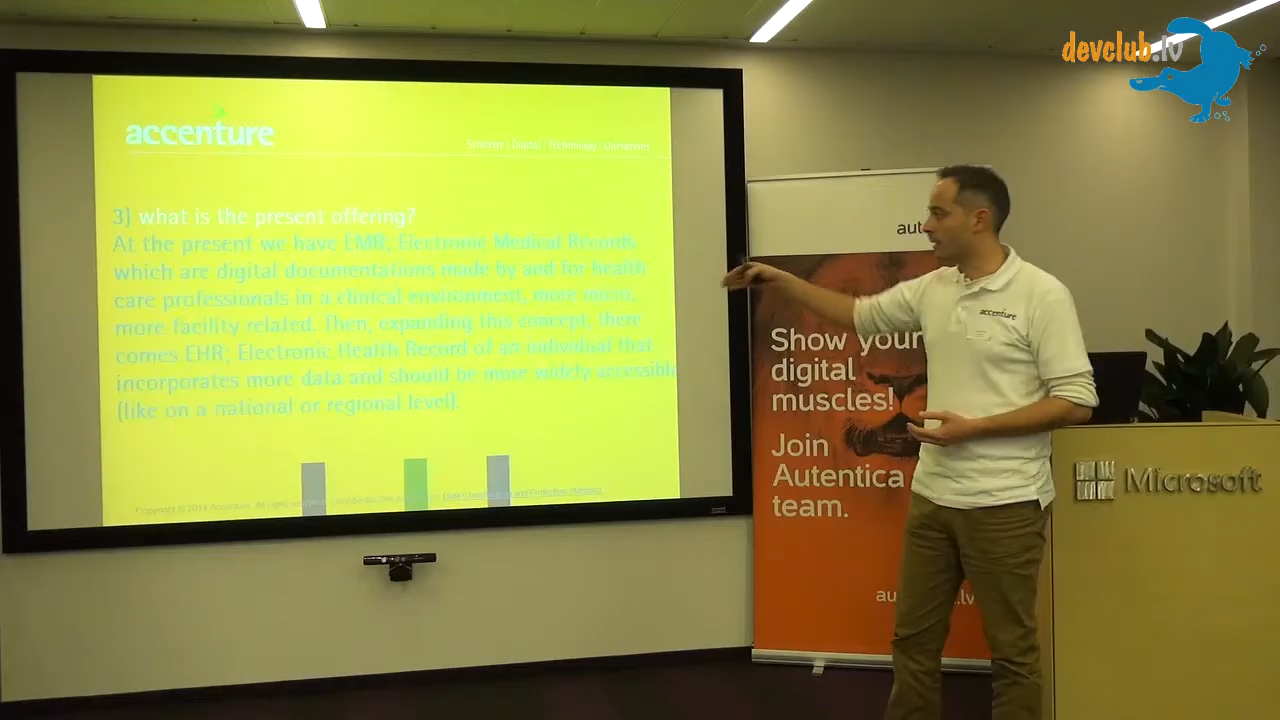 devclub.lv
accenture
Strategy | Digital | Technology | Operations
3) what is the present offering?
At the present we have EMR; Electronic Medical Records
which are digital documentations made by and for health
care professionals in a clinical environment, more micro,
more facility related. Then, expanding this concept, there
comes EHR; Electronic Health Record of an individual that
incorporates more data and should be more widely accessible
(like on a national or regional level).
Copyright © 2014 Accenture. All rights reserved.
aut
Show your
digital
muscles!
Join
Autentica
team.
au
.lv
accenture
Microsoft